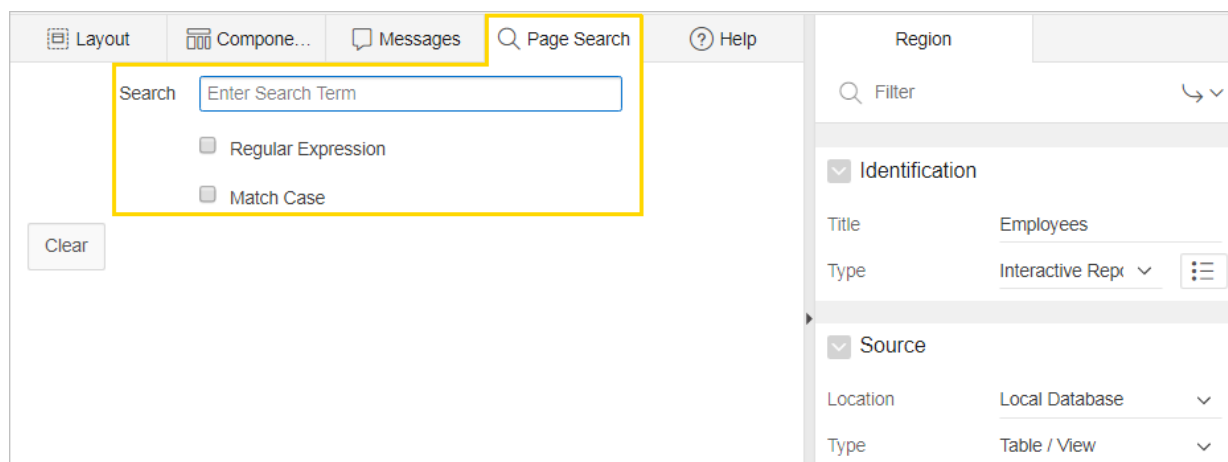 Layout
Compone...
Messages
Page Search
Help
Search
Enter Search Term
Regular Expression
Match Case
Clear
Region
Filter
Identification
Title Employees
Type Interactive Repo
Source
Location Local Database
Type Table / View